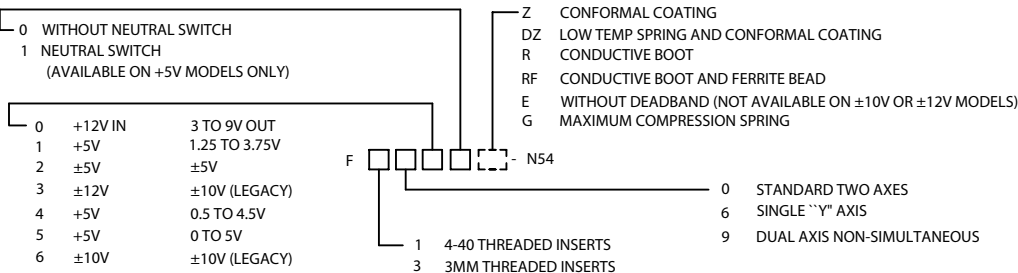 0 WITHOUT NEUTRAL SWITCH
1 NEUTRAL SWITCH
(AVAILABLE ON +5V MODELS ONLY)
0 +12V IN 3 TO 9V OUT
1 +5V 1.25 TO 3.75V
2 ±5V ±5V
3 ±12V ±10V (LEGACY)
4 +5V 0.5 TO 4.5V
5 +5V 0 TO 5V
6 ±10V ±10V (LEGACY)
Z CONFORMAL COATING
DZ LOW TEMP SPRING AND CONFORMAL COATING
R CONDUCTIVE BOOT
RF CONDUCTIVE BOOT AND FERRITE BEAD
E WITHOUT DEADBAND (NOT AVAILABLE ON ±10V OR ±12V MODELS)
G MAXIMUM COMPRESSION SPRING
F - N54
0 STANDARD TWO AXES
6 SINGLE ``Y" AXIS
9 DUAL AXIS NON-SIMULTANEOUS
1 4-40 THREADED INSERTS
3 3MM THREADED INSERTS